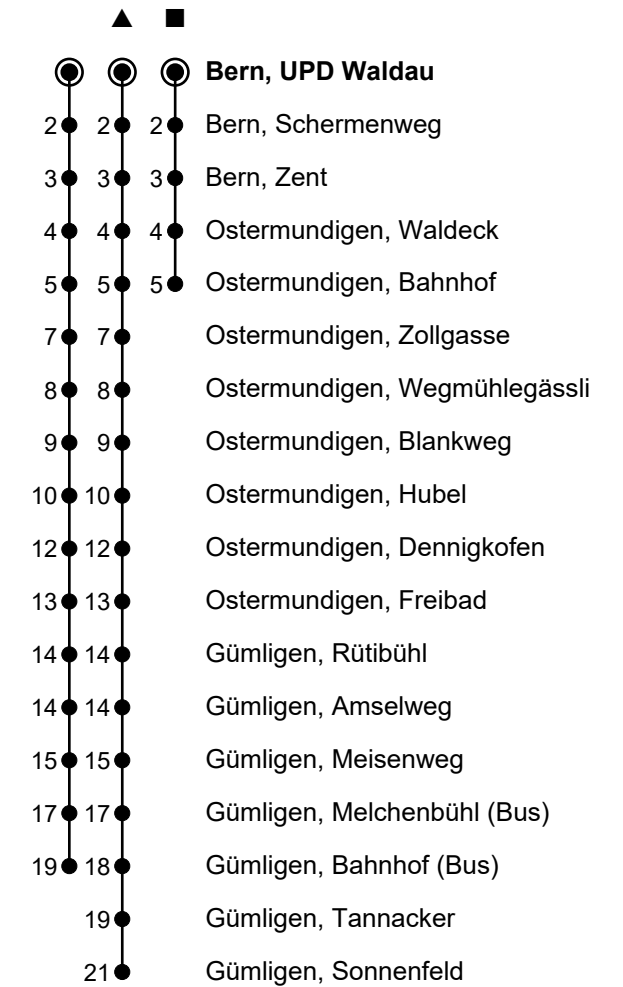 ▲ ■
Bern, UPD Waldau
2 2 2 Bern, Schermenweg
3 3 3 Bern, Zent
4 4 4 Ostermundigen, Waldeck
5 5 5 Ostermundigen, Bahnhof
7 7 Ostermundigen, Zollgasse
8 8 Ostermundigen, Wegmühlegässli
9 9 Ostermundigen, Blankweg
10 10 Ostermundigen, Hubel
12 12 Ostermundigen, Dennigkofen
13 13 Ostermundigen, Freibad
14 14 Gümligen, Rütibühl
14 14 Gümligen, Amselweg
15 15 Gümligen, Meisenweg
17 17 Gümligen, Melchenbühl (Bus)
19 18 Gümligen, Bahnhof (Bus)
19 Gümligen, Tannacker
21 Gümligen, Sonnenfeld